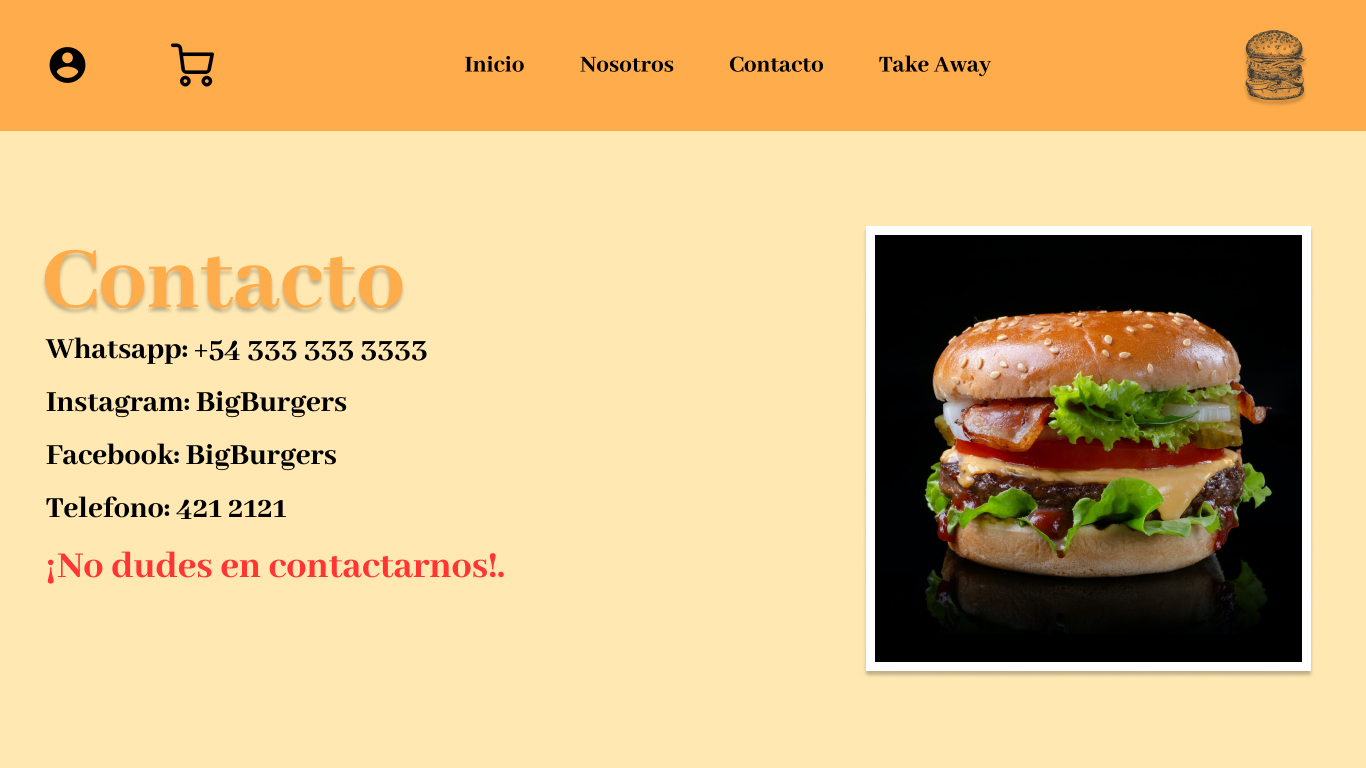 Inicio
Nosotros
Contacto
Take Away
Contacto
Whatsapp: +54 333 333 3333
Instagram: BigBurgers
Facebook: BigBurgers
Telefono: 421 2121
¡No dudes en contactarnos!.